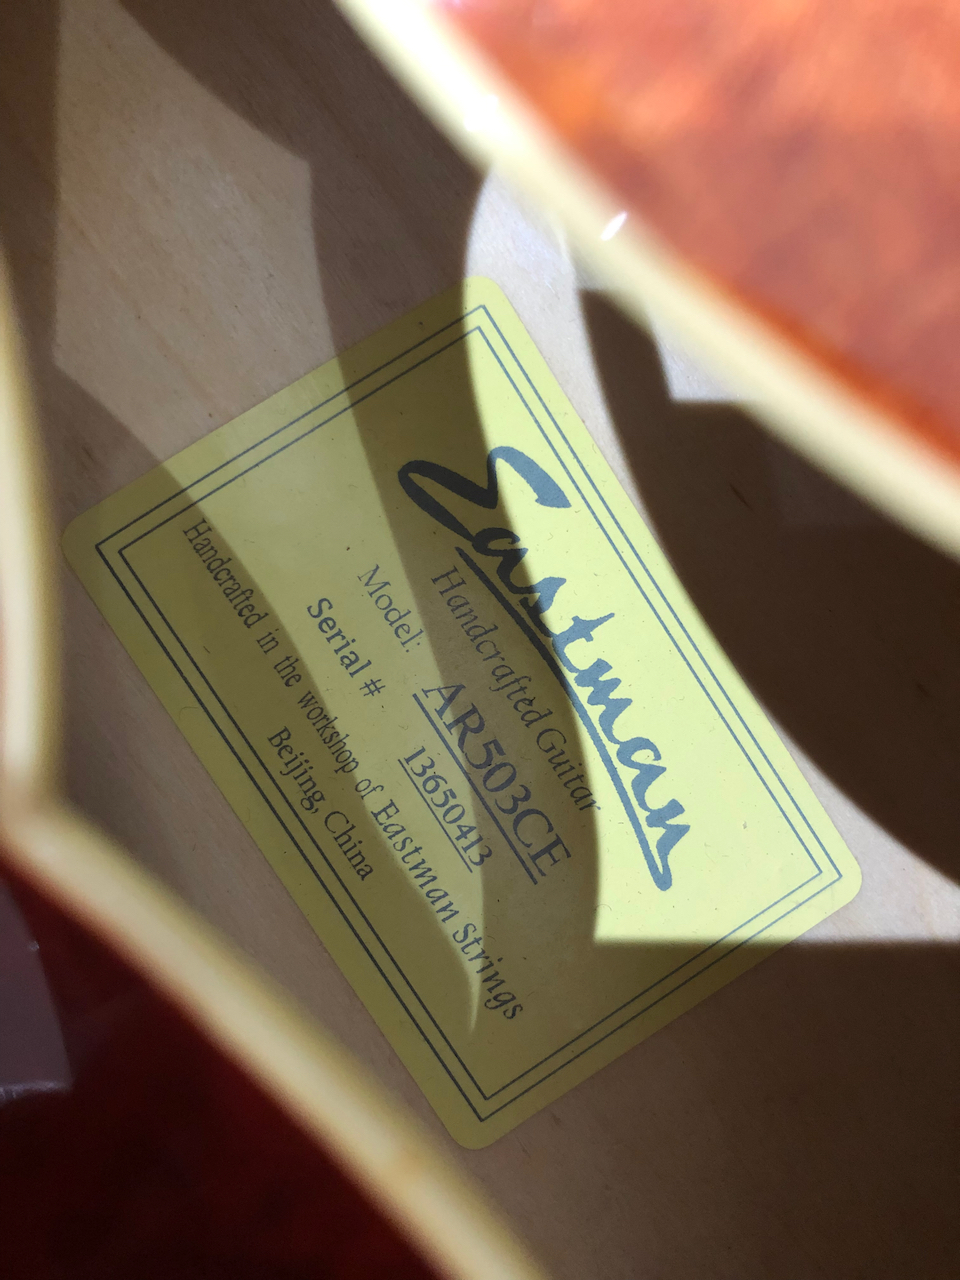 Eastman
Handcrafted Guitar
Model: AR503CE
Serial # 13650413
Handcrafted in the workshop of Eastman Strings
Beijing, China